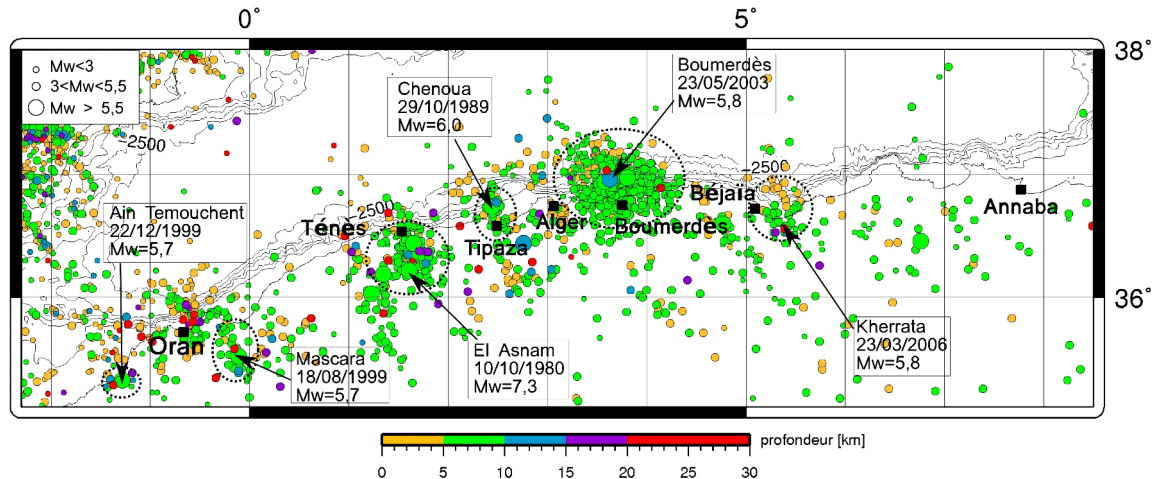 0° 5°
38°
36°
Mw<3
3<Mw<5,5
Mw > 5,5
-2500
Chenoua
29/10/1989
Mw=6,0
Boumerdès
23/05/2003
Mw=5,8
-2500
Ain Temouchent
22/12/1999
Mw=5,7
-2500
Ténès
Tipaza
Alger
Boumerdès
Béjaïa
Annaba
Oran
Mascara
18/08/1999
Mw=5,7
El Asnam
10/10/1980
Mw=7,3
Kherrata
23/03/2006
Mw=5,8
profondeur [km]
0 5 10 15 20 25 30